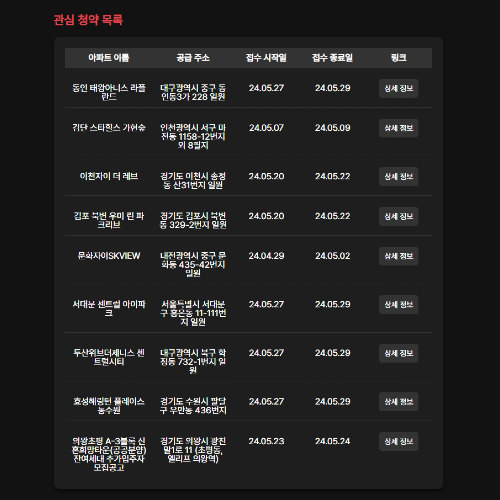 관심 청약 목록
아파트 이름 공급 주소 접수 시작일 접수 종료일 링크
동인 태왕아너스 라플란드 대구광역시 중구 동인동3가 228 일원 24.05.27 24.05.29 상세 정보
검단 스타힐스 가현숲 인천광역시 서구 마전동 1158-12번지 외 8필지 24.05.07 24.05.09 상세 정보
이천자이 더 레브 경기도 이천시 송정동 산31번지 일원 24.05.20 24.05.22 상세 정보
김포 북변 우미 린 파크리브 경기도 김포시 북변동 329-2번지 일원 24.05.20 24.05.22 상세 정보
문화자이SKVIEW 대전광역시 중구 문화동 435-42번지 일원 24.04.29 24.05.02 상세 정보
서대문 센트럴 아이파크 서울특별시 서대문구 홍은동 11-111번지 일원 24.05.27 24.05.29 상세 정보
두산위브더제니스 센트럴시티 대구광역시 북구 학정동 732-1번지 일원 24.05.27 24.05.29 상세 정보
효성해링턴 플레이스 농수원 경기도 수원시 팔달구 우만동 436번지 24.05.27 24.05.29 상세 정보
의왕초평 A-3블록 신혼희망타운(공공분양) 잔여세대 추가입주자 모집공고 경기도 의왕시 왕진말1로 11 (초평동, 엘리프 의왕역) 24.05.23 24.05.24 상세 정보